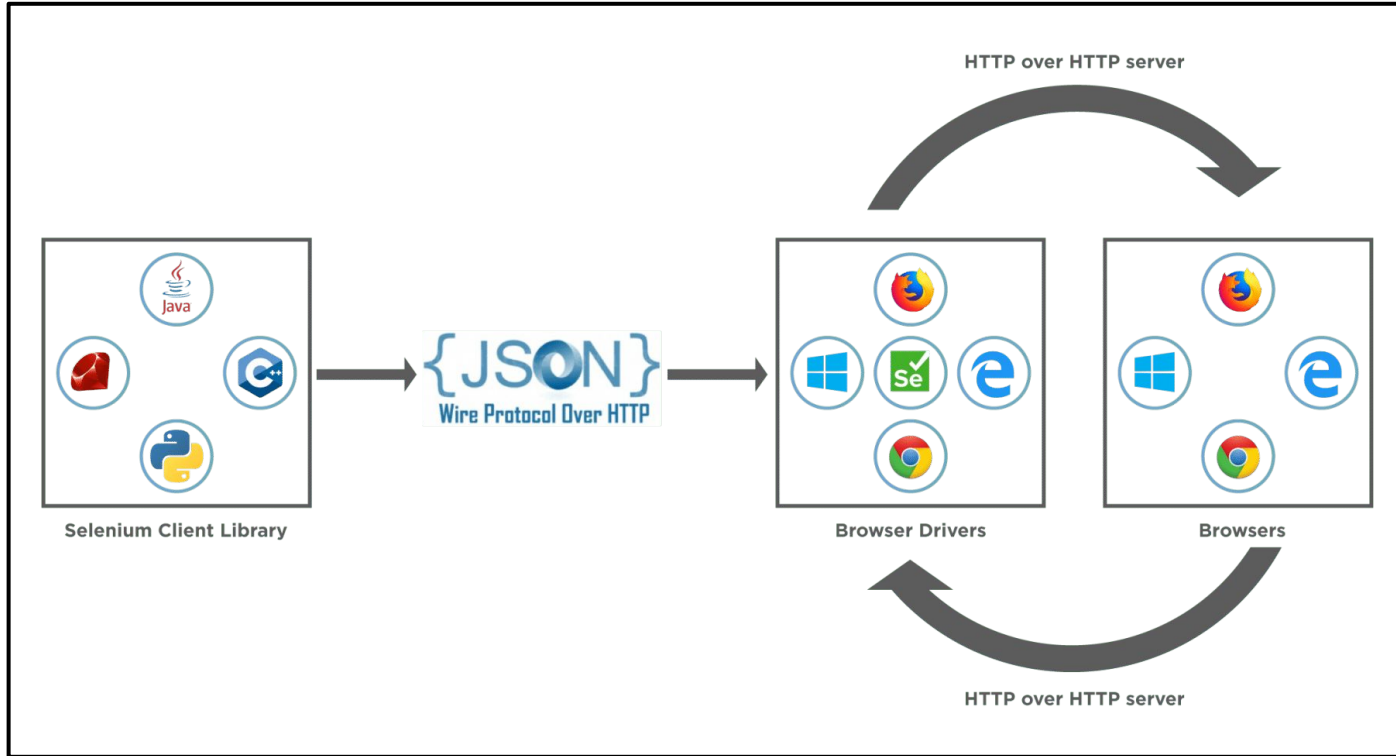 HTTP over HTTP server
Java
C++
{JSON}
Wire Protocol Over HTTP
Se
Selenium Client Library
Browser Drivers
Browsers
HTTP over HTTP server